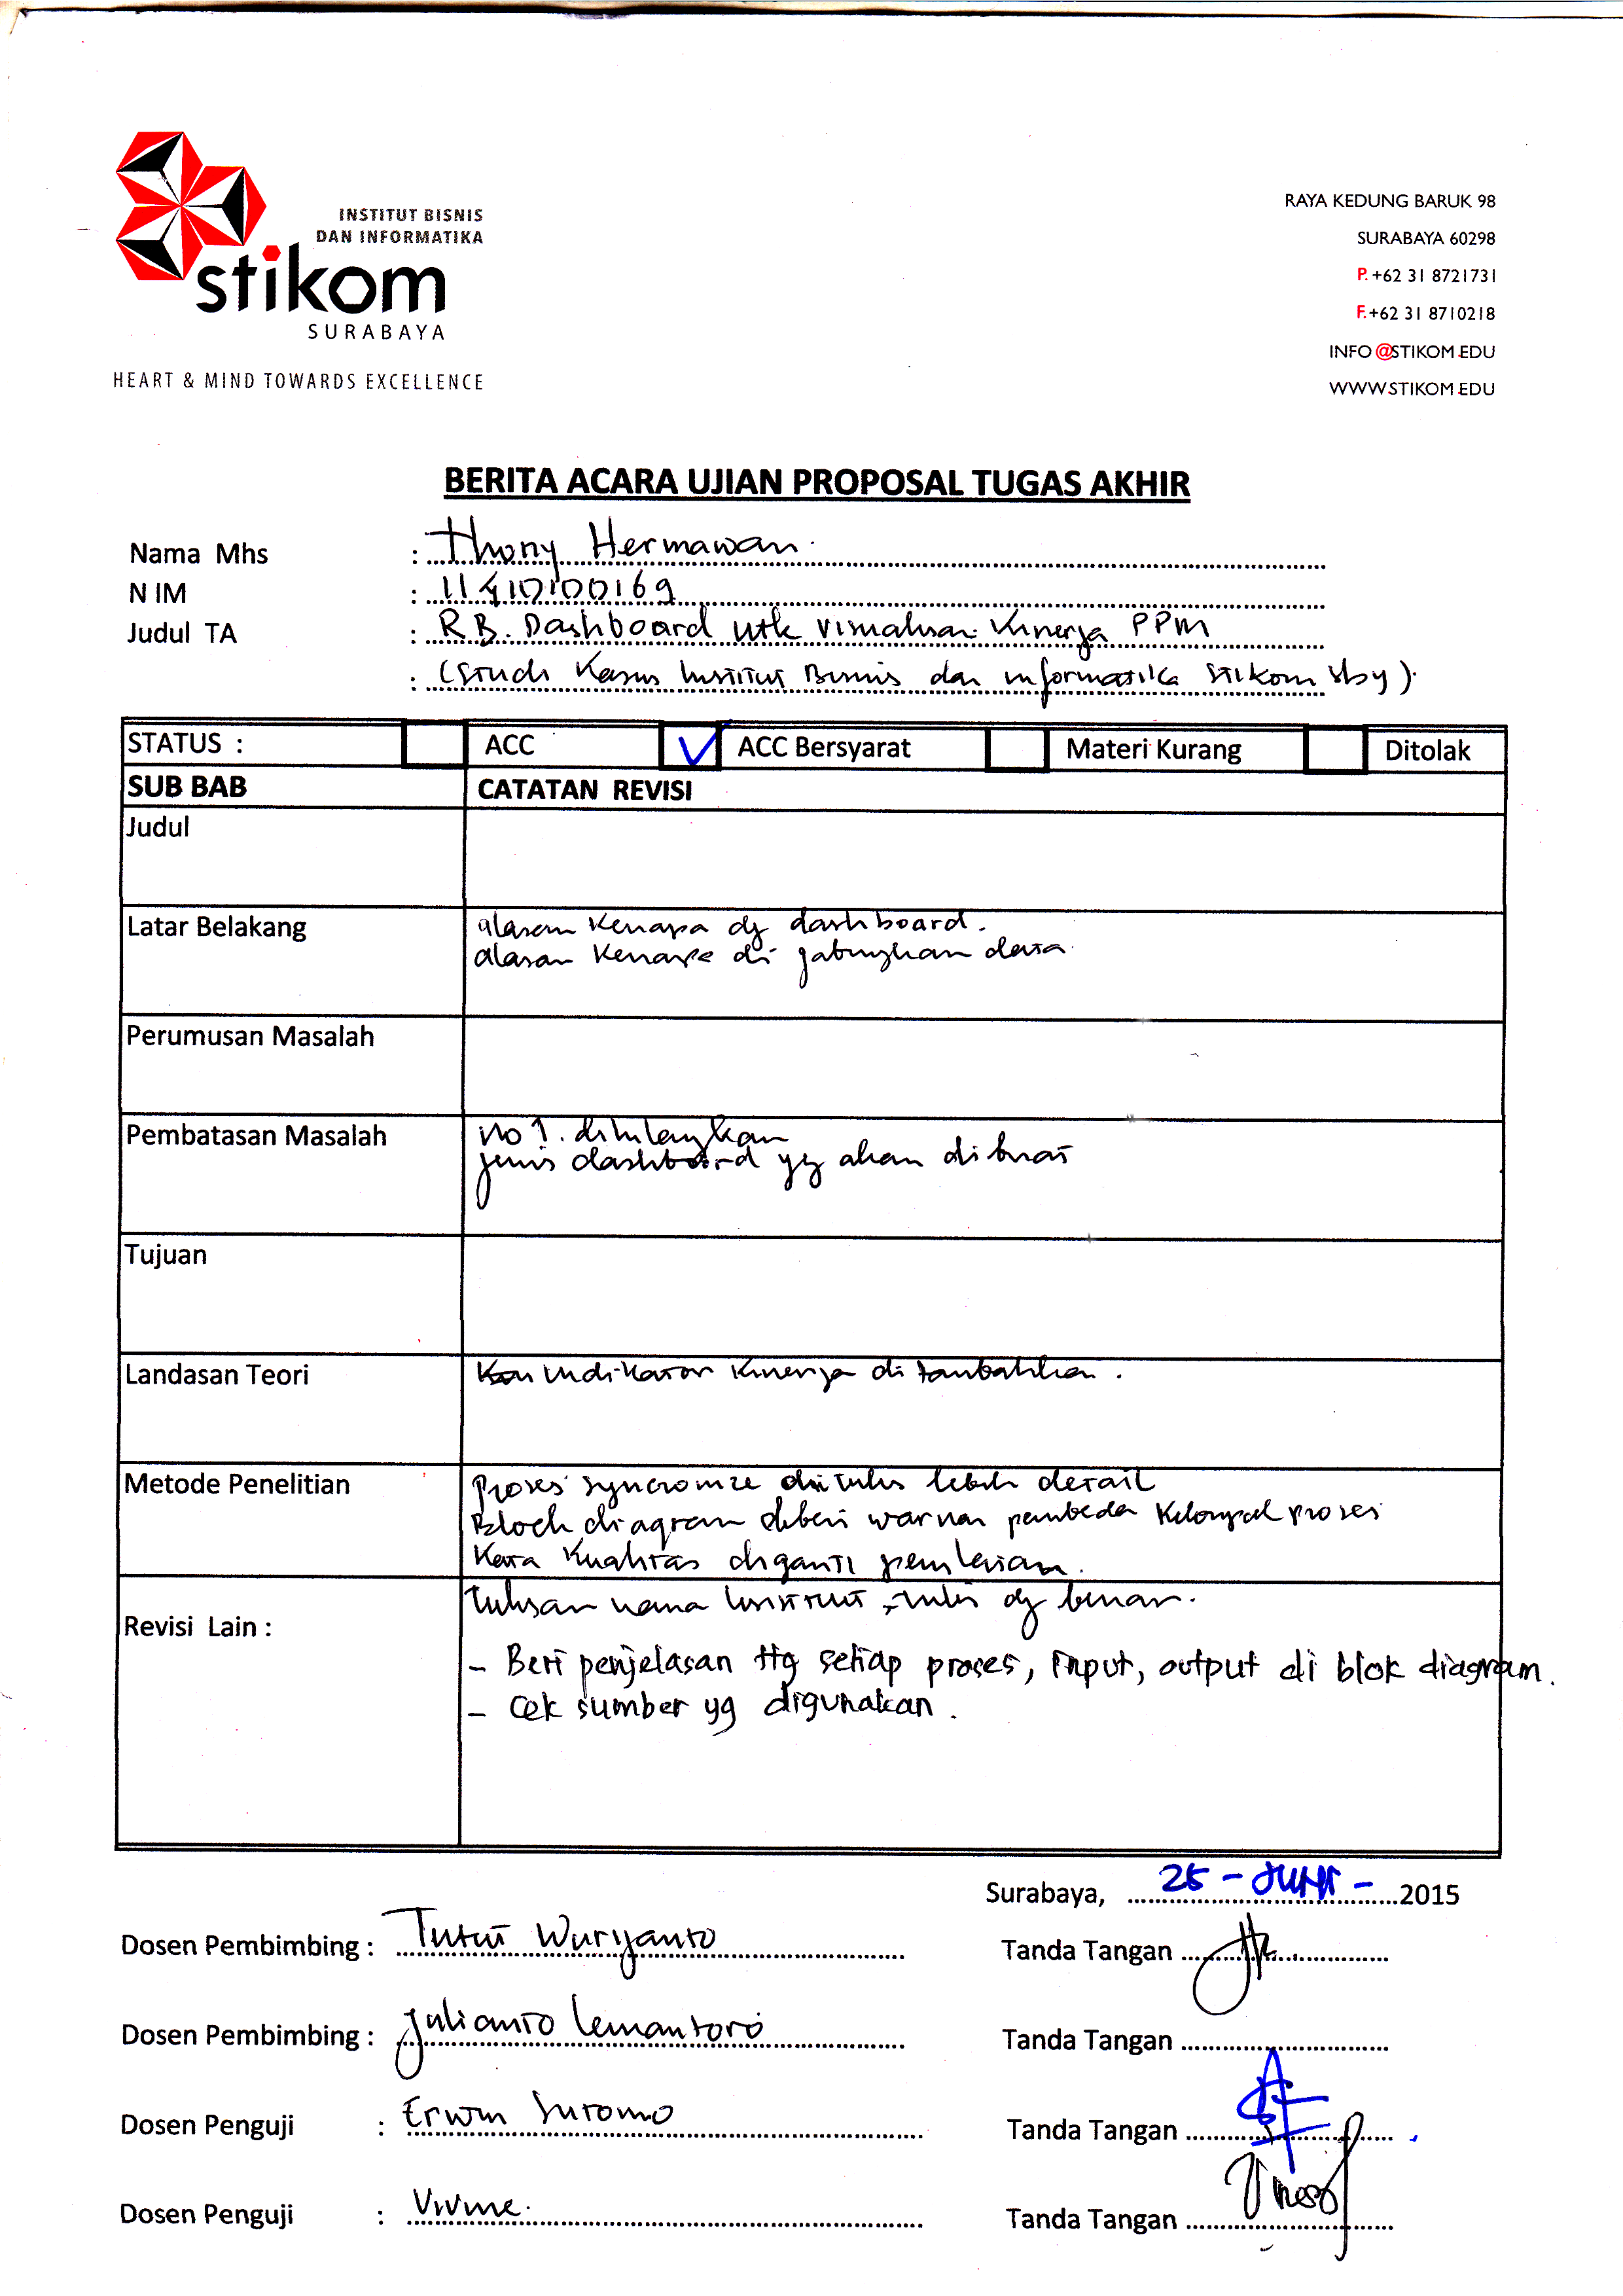 INSTITUT BISNIS
DAN INFORMATIKA
stikom
SURABAYA
HEART & MIND TOWARDS EXCELLENCE
RAYA KEDUNG BARUK 98
SURABAYA 60298
P. +62 31 8721731
F. +62 31 8710218
INFO@STIKOM.EDU
WWW.STIKOM.EDU
BERITA ACARA UJIAN PROPOSAL TUGAS AKHIR
Nama Mhs : Thony Hermawan
NIM : 11410100169
Judul TA : R.B. Dashboard utk visualisasi Kinerja PPM
: (Studi Kasus Institut Bisnis dan Informatika Stikom Sby).
STATUS : ACC ✓ ACC Bersyarat Materi Kurang Ditolak
SUB BAB CATATAN REVISI
Judul
Latar Belakang alasan Kenapa dg dashboard.
alasan Kenapa di gabungkan data
Perumusan Masalah
Pembatasan Masalah No 1. dihilangkan
jenis dashboard yg akan dibuat
Tujuan
Landasan Teori Indikator Kinerja ditambahkan.
Metode Penelitian Proses syncronize ditulis lebih detail
Block diagram diberi warna pembeda Kelompok proses
Kata Kualitas diganti penilaian.
Revisi Lain : Tulisan nama Institut ditulis dg benar.
- Beri penjelasan ttg setiap proses, input, output di blok diagram.
- Cek sumber yg digunakan.
Surabaya, 25 - JUNI - 2015
Dosen Pembimbing : Tutut Wuryanto Tanda Tangan
Dosen Pembimbing : Julianto Lemantoro Tanda Tangan
Dosen Penguji : Erwin Sutomo Tanda Tangan
Dosen Penguji : Vivine. Tanda Tangan